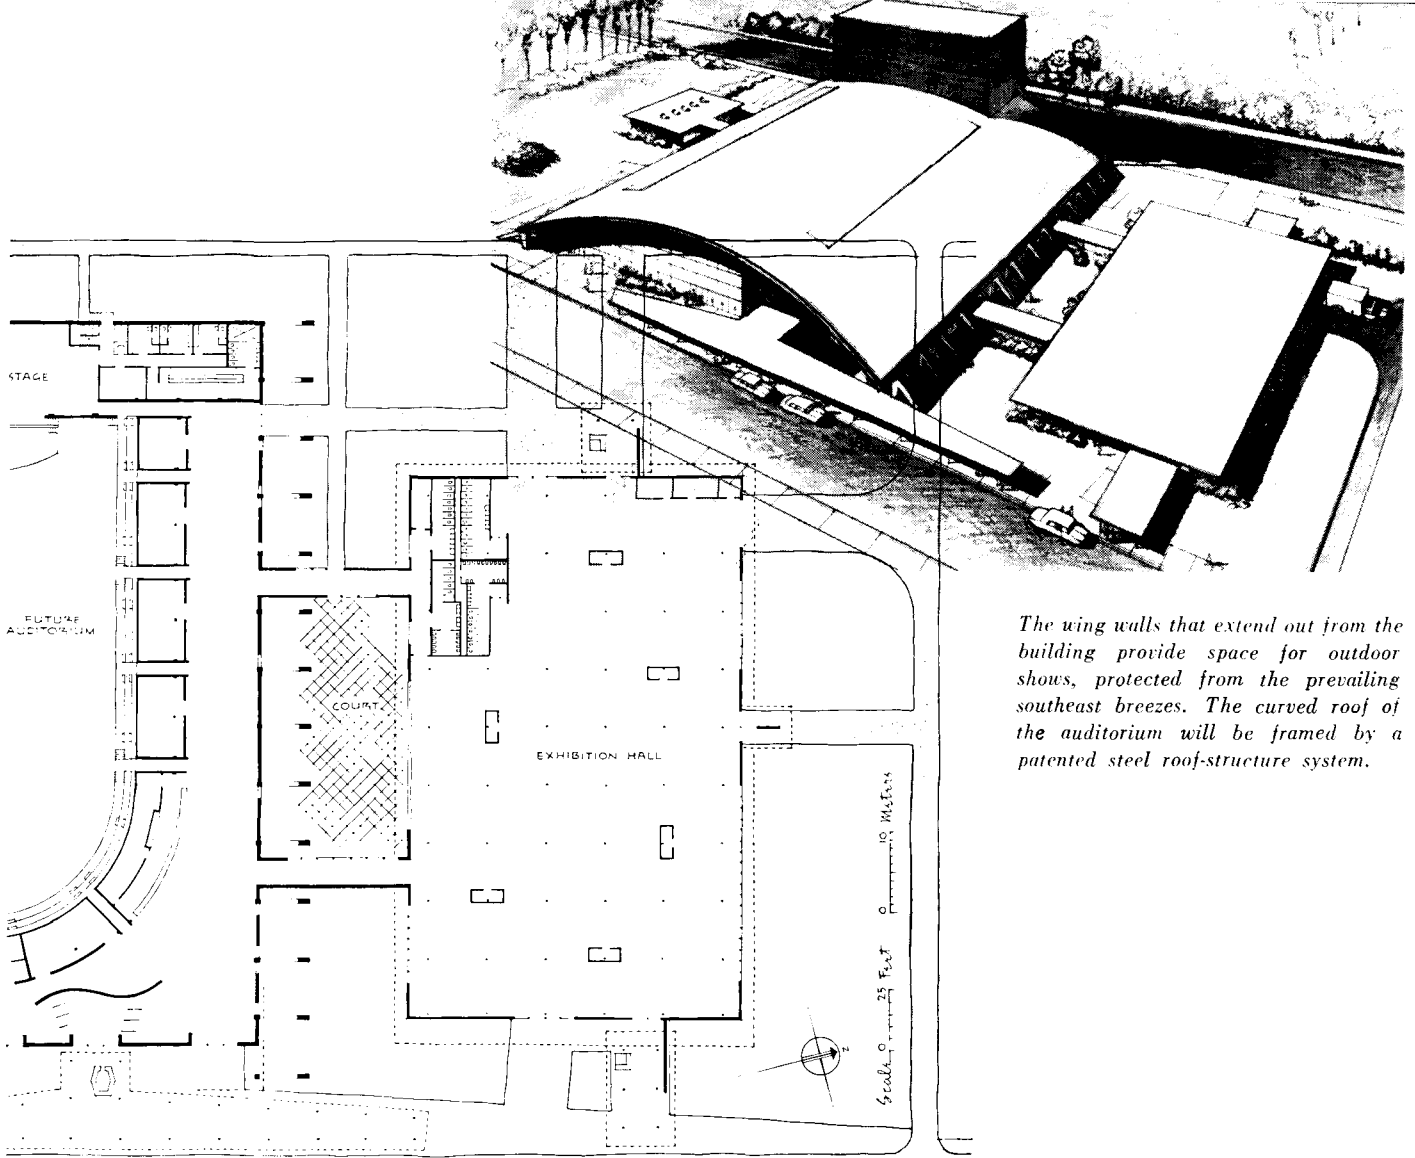 STAGE
FUTURE
AUDITORIUM
COURT
EXHIBITION HALL
The wing walls that extend out from the
building provide space for outdoor
shows, protected from the prevailing
southeast breezes. The curved roof of
the auditorium will be framed by a
patented steel roof-structure system.
0 10 Meters
Scale 0 25 Feet
N